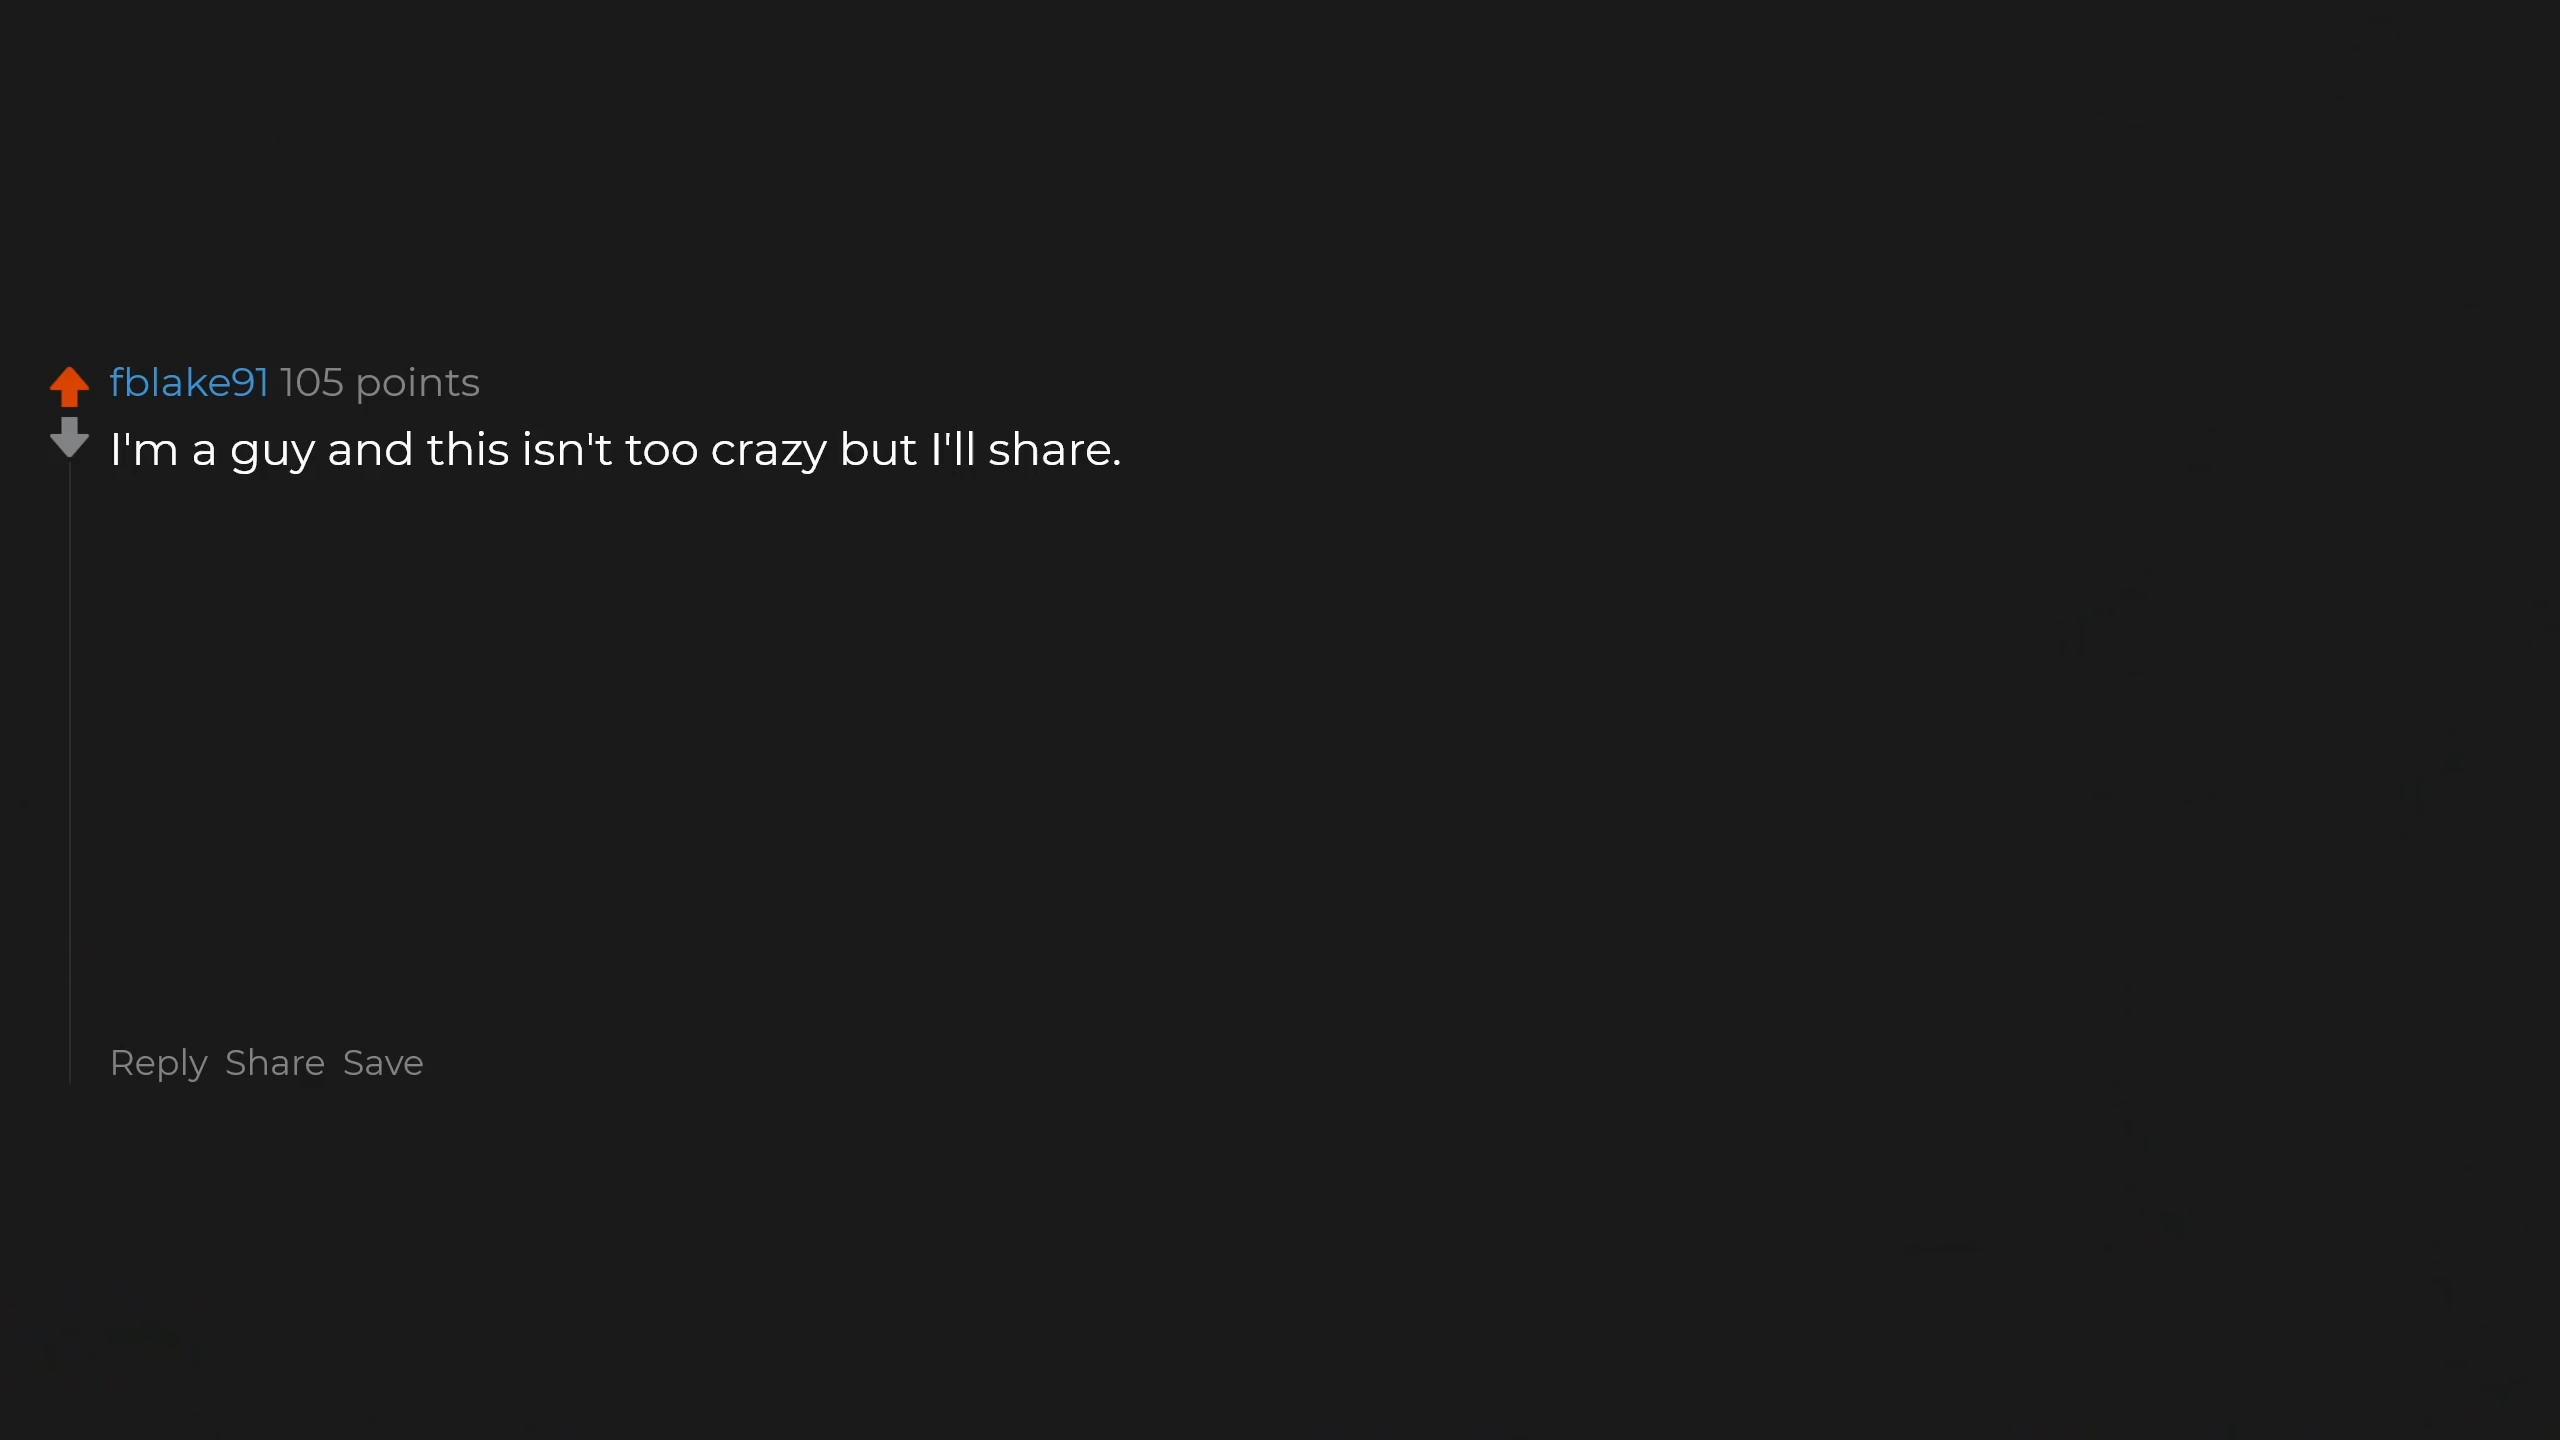 fblake91 105 points
I'm a guy and this isn't too crazy but I'll share.
Reply Share Save